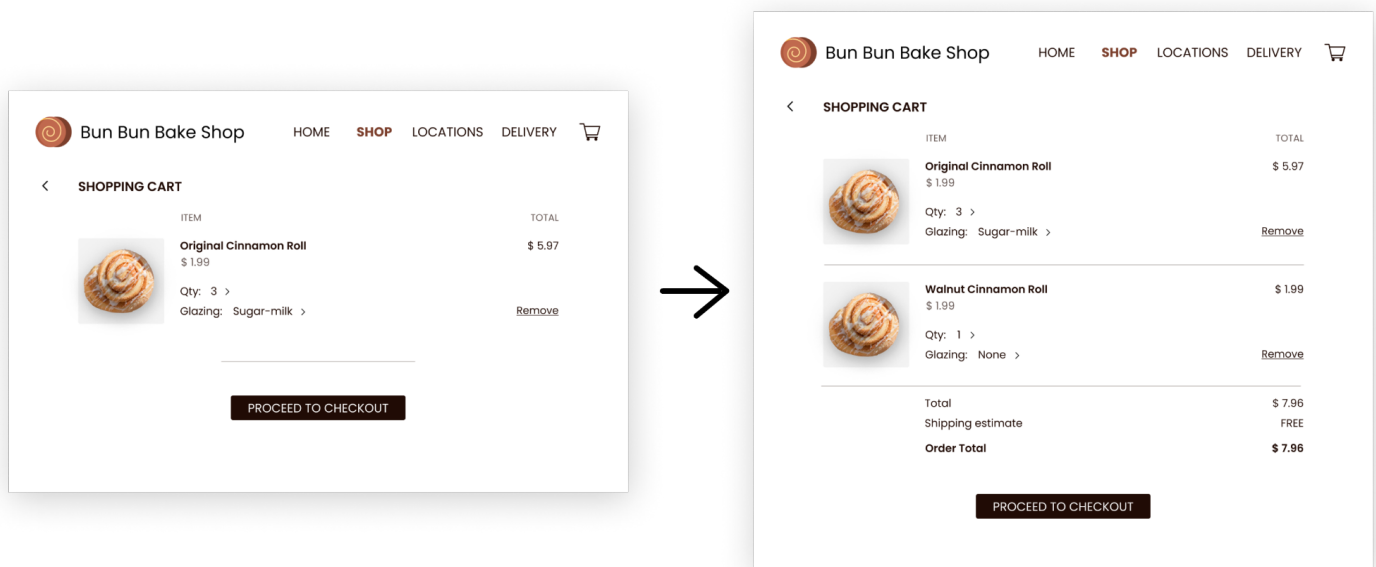 Bun Bun Bake Shop HOME SHOP LOCATIONS DELIVERY
SHOPPING CART
ITEM TOTAL
Original Cinnamon Roll $ 5.97
$ 1.99
Qty: 3 >
Glazing: Sugar-milk > Remove
PROCEED TO CHECKOUT
Bun Bun Bake Shop HOME SHOP LOCATIONS DELIVERY
SHOPPING CART
ITEM TOTAL
Original Cinnamon Roll $ 5.97
$ 1.99
Qty: 3 >
Glazing: Sugar-milk > Remove
Walnut Cinnamon Roll $ 1.99
$ 1.99
Qty: 1 >
Glazing: None > Remove
Total $ 7.96
Shipping estimate FREE
Order Total $ 7.96
PROCEED TO CHECKOUT